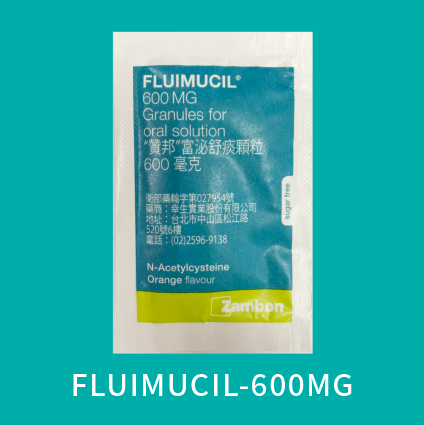 FLUIMUCIL®
600 MG
Granules for
oral solution
"贊邦"富泌舒痰顆粒
600 毫克
衛部藥輸字第027954號
藥商：幸生實業股份有限公司
地址：台北市中山區松江路
520號6樓
電話：(02)2596-9138
sugar free
N-Acetylcysteine
Orange flavour
Zambon
FLUIMUCIL-600MG